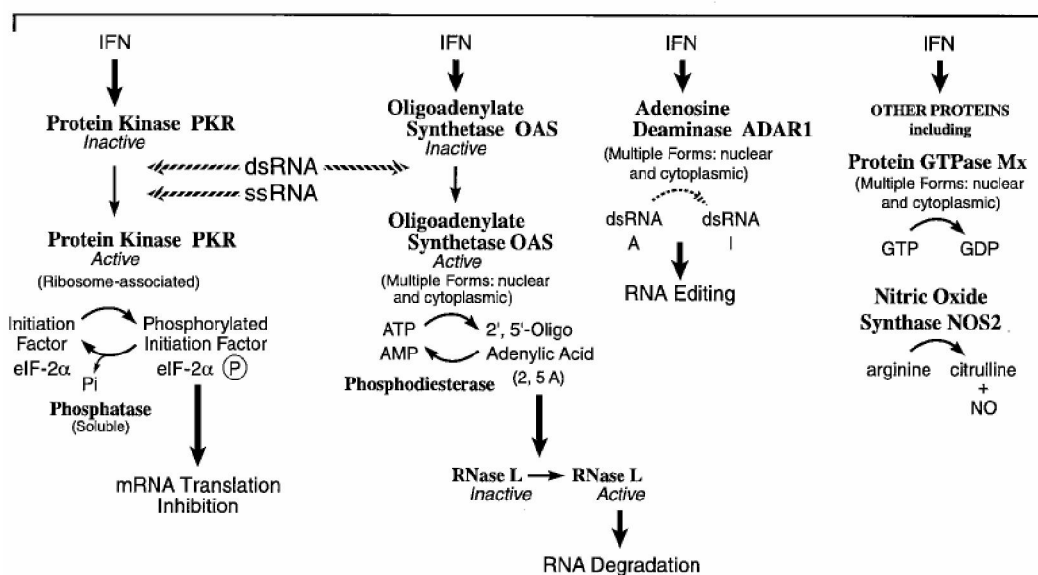 IFN
Protein Kinase PKR
Inactive
Protein Kinase PKR
Active
(Ribosome-associated)
Initiation
Factor
eIF-2α
Phosphorylated
Initiation Factor
eIF-2α P
Pi
Phosphatase
(Soluble)
mRNA Translation
Inhibition
dsRNA
ssRNA
IFN
Oligoadenylate
Synthetase OAS
Inactive
Oligoadenylate
Synthetase OAS
Active
(Multiple Forms: nuclear
and cytoplasmic)
ATP
AMP
2', 5'-Oligo
Adenylic Acid
(2, 5 A)
Phosphodiesterase
RNase L
Inactive
RNase L
Active
RNA Degradation
IFN
Adenosine
Deaminase ADAR1
(Multiple Forms: nuclear
and cytoplasmic)
dsRNA
A
dsRNA
I
RNA Editing
IFN
OTHER PROTEINS
including
Protein GTPase Mx
(Multiple Forms: nuclear
and cytoplasmic)
GTP
GDP
Nitric Oxide
Synthase NOS2
arginine
citrulline
+
NO